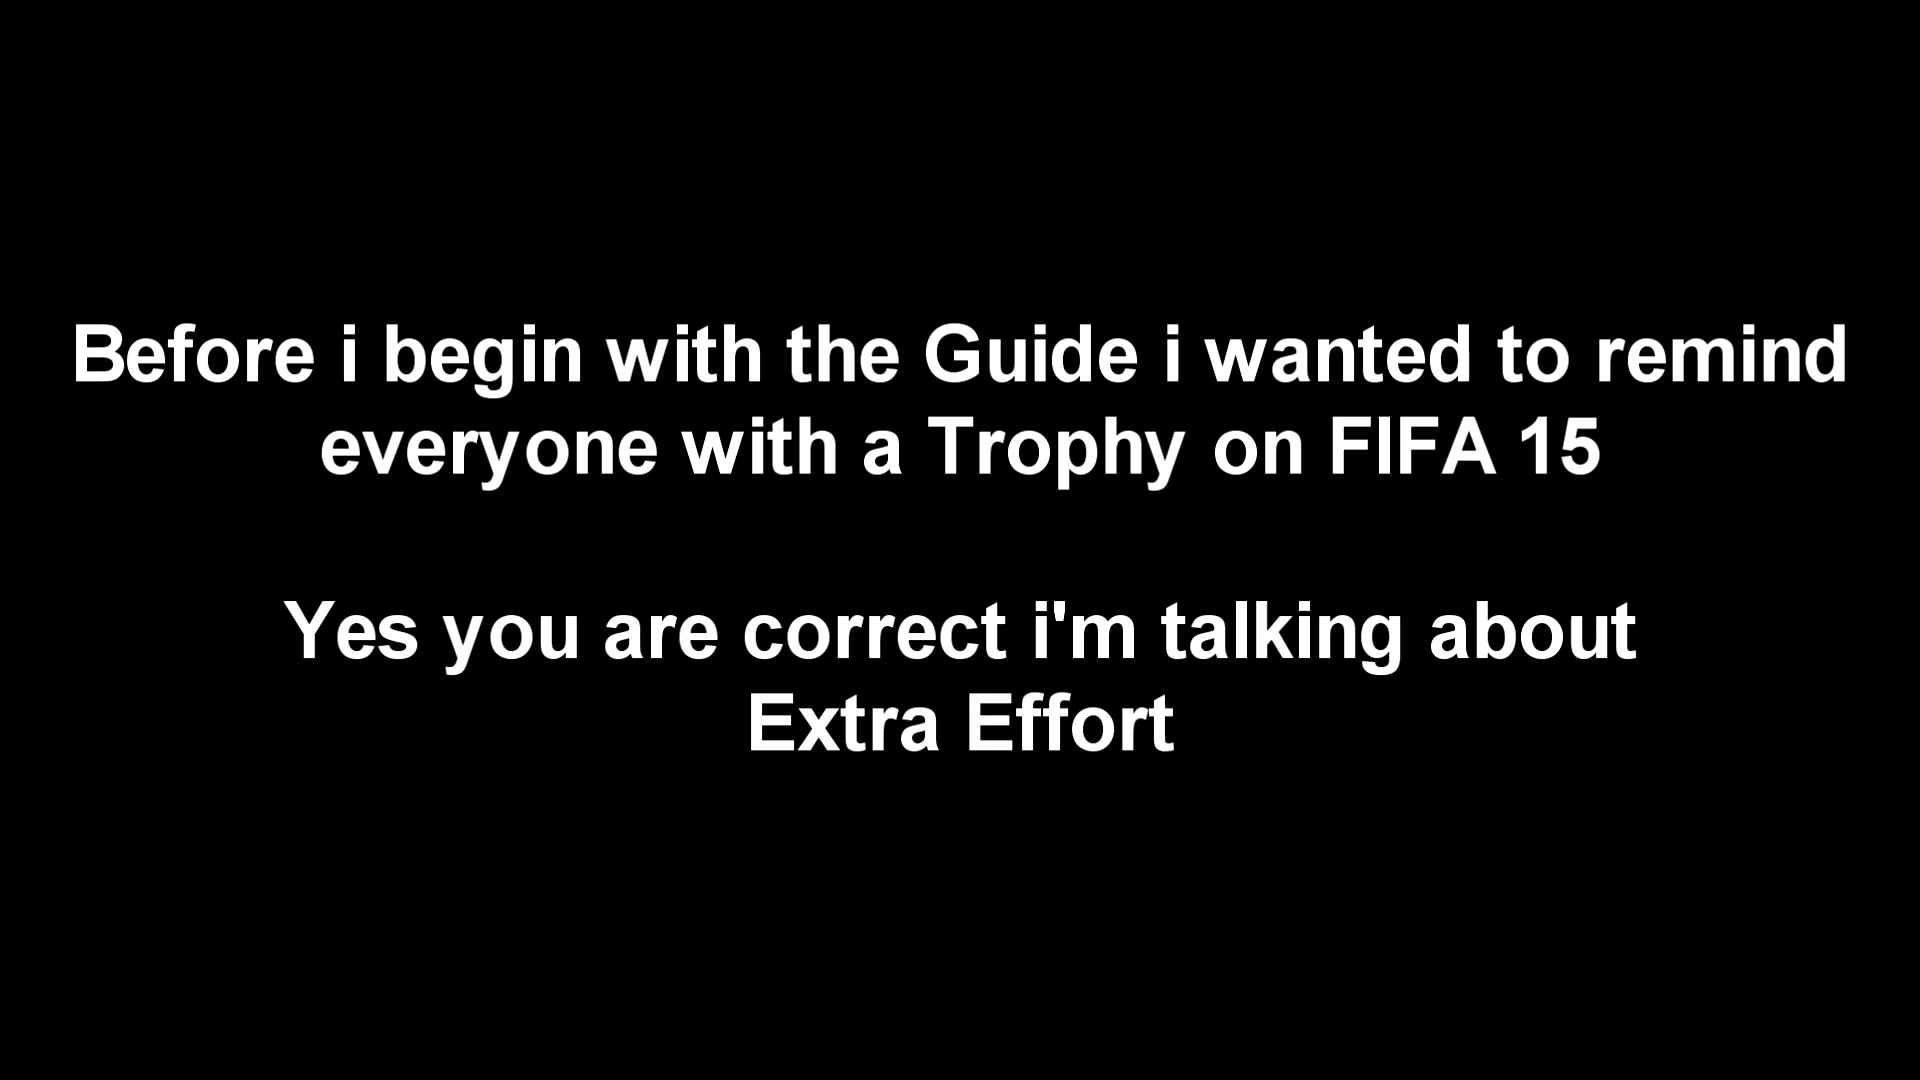 Before i begin with the Guide i wanted to remind
everyone with a Trophy on FIFA 15
Yes you are correct i'm talking about
Extra Effort